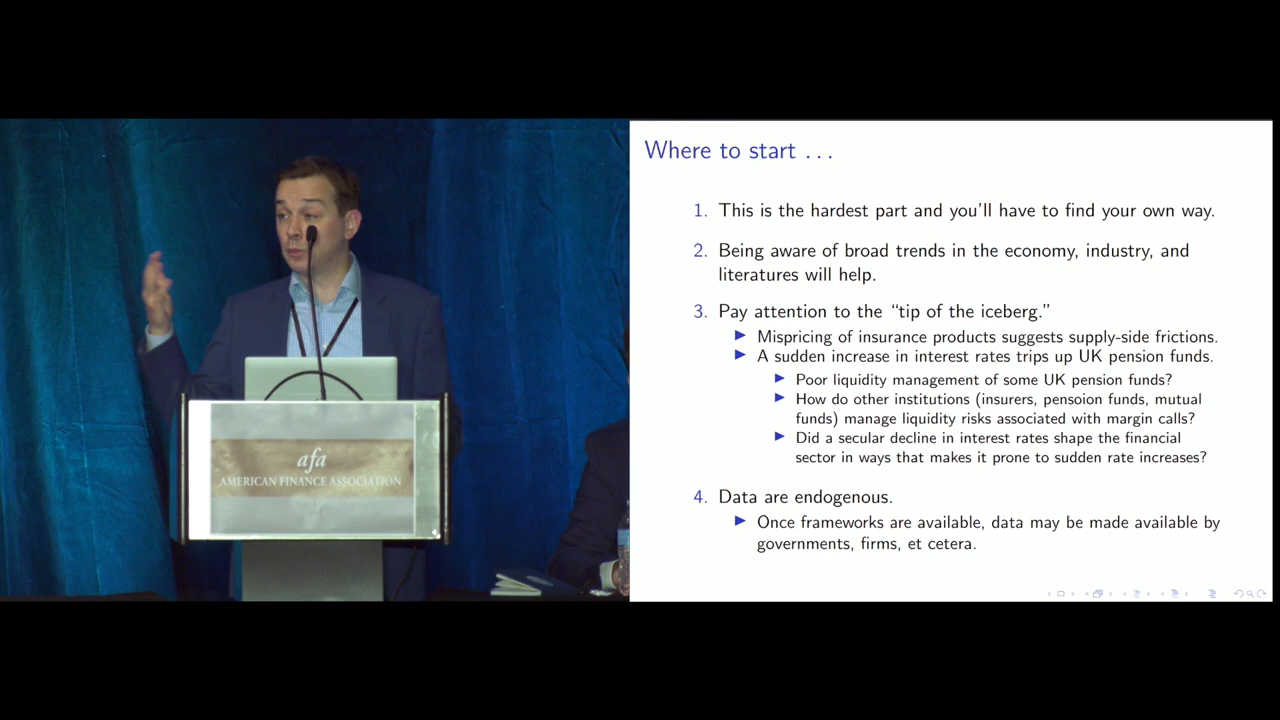 afa
AMERICAN FINANCE ASSOCIATION
Where to start ...
1. This is the hardest part and you'll have to find your own way.
2. Being aware of broad trends in the economy, industry, and
literatures will help.
3. Pay attention to the “tip of the iceberg.”
▶ Mispricing of insurance products suggests supply-side frictions.
▶ A sudden increase in interest rates trips up UK pension funds.
▶ Poor liquidity management of some UK pension funds?
▶ How do other institutions (insurers, pensoion funds, mutual
funds) manage liquidity risks associated with margin calls?
▶ Did a secular decline in interest rates shape the financial
sector in ways that makes it prone to sudden rate increases?
4. Data are endogenous.
▶ Once frameworks are available, data may be made available by
governments, firms, et cetera.